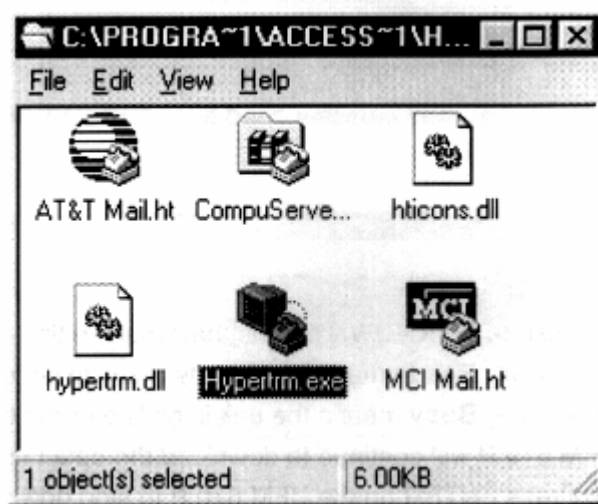 C:\PROGRA~1\ACCESS~1\H...
File Edit View Help
AT&T Mail.ht CompuServe... hticons.dll
MCI
hypertrm.dll Hypertrm.exe MCI Mail.ht
1 object(s) selected 6.00KB